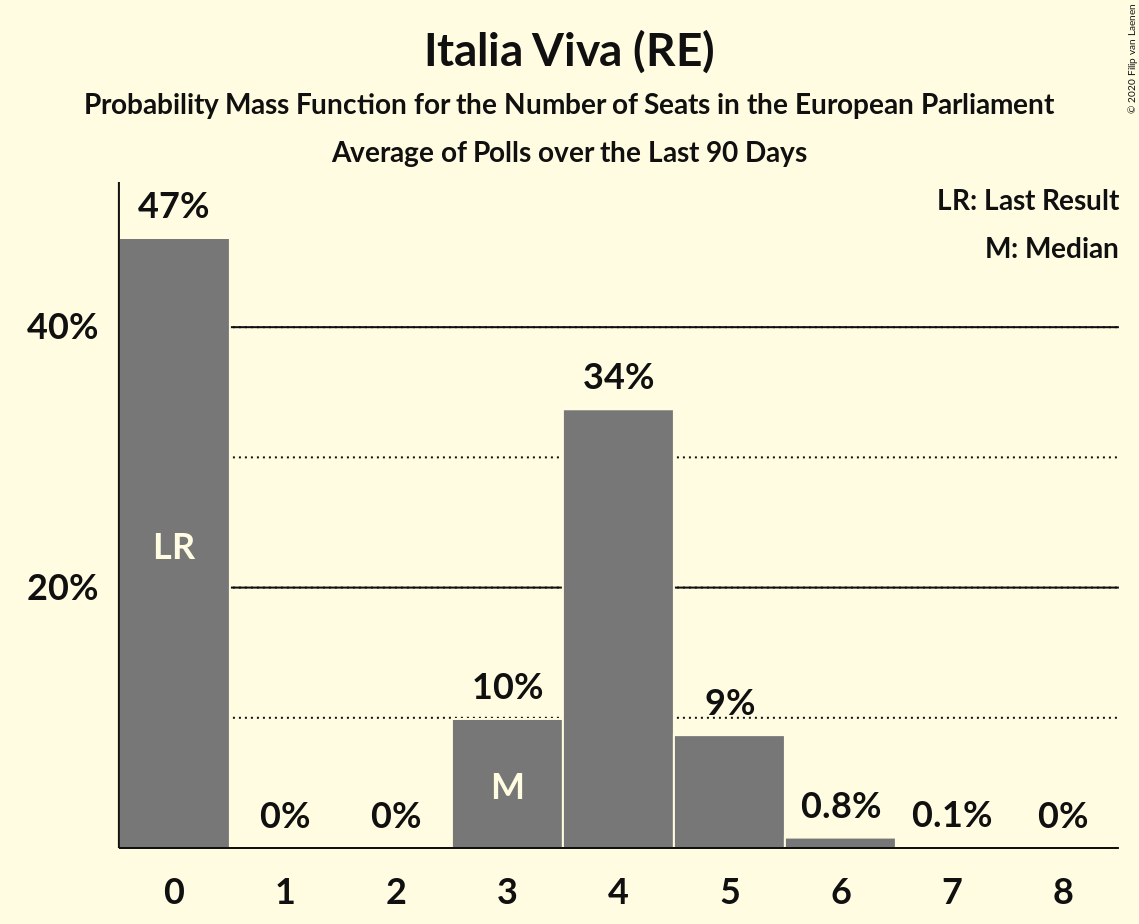 Italia Viva (RE)
Probability Mass Function for the Number of Seats in the European Parliament
Average of Polls over the Last 90 Days
© 2020 Filip van Laenen
LR: Last Result
M: Median
47%
40%
34%
LR
20%
10%
9%
M
0%
0%
0.8%
0.1%
0%
0 1 2 3 4 5 6 7 8